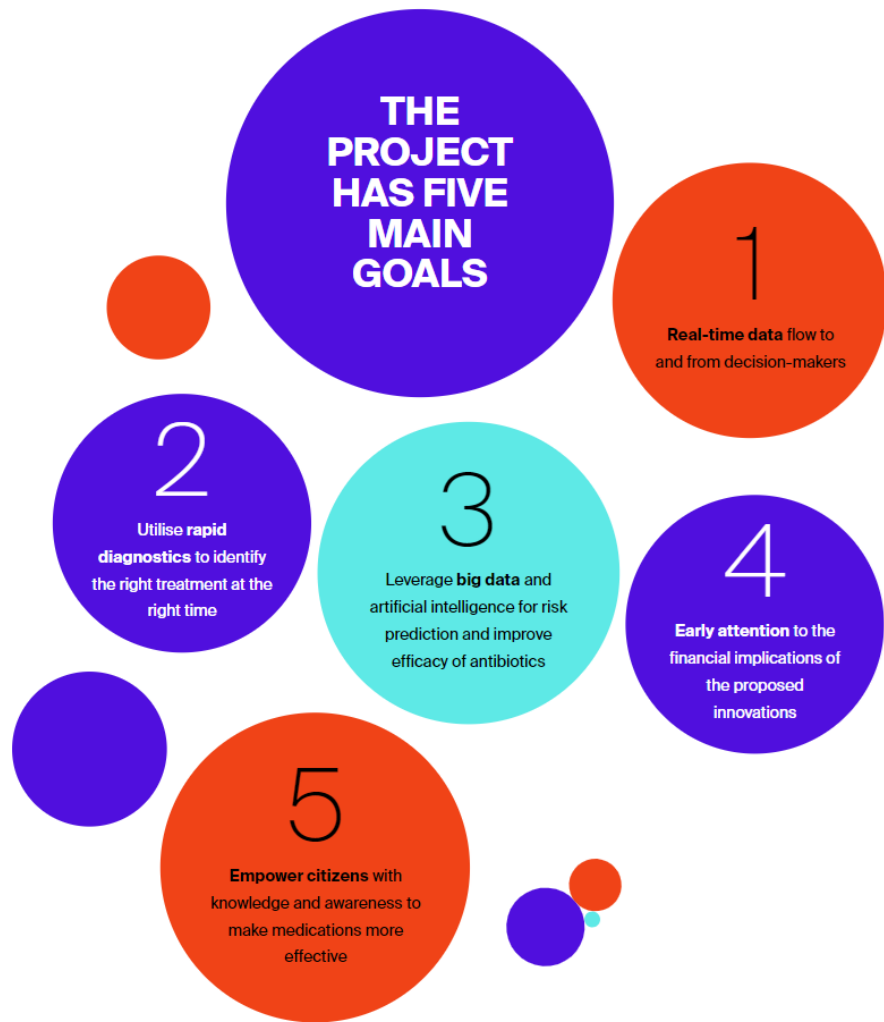 THE
PROJECT
HAS FIVE
MAIN
GOALS
1
Real-time data flow to
and from decision-makers
2
Utilise rapid
diagnostics to identify
the right treatment at the
right time
3
Leverage big data and
artificial intelligence for risk
prediction and improve
efficacy of antibiotics
4
Early attention to the
financial implications of
the proposed
innovations
5
Empower citizens with
knowledge and awareness to
make medications more
effective